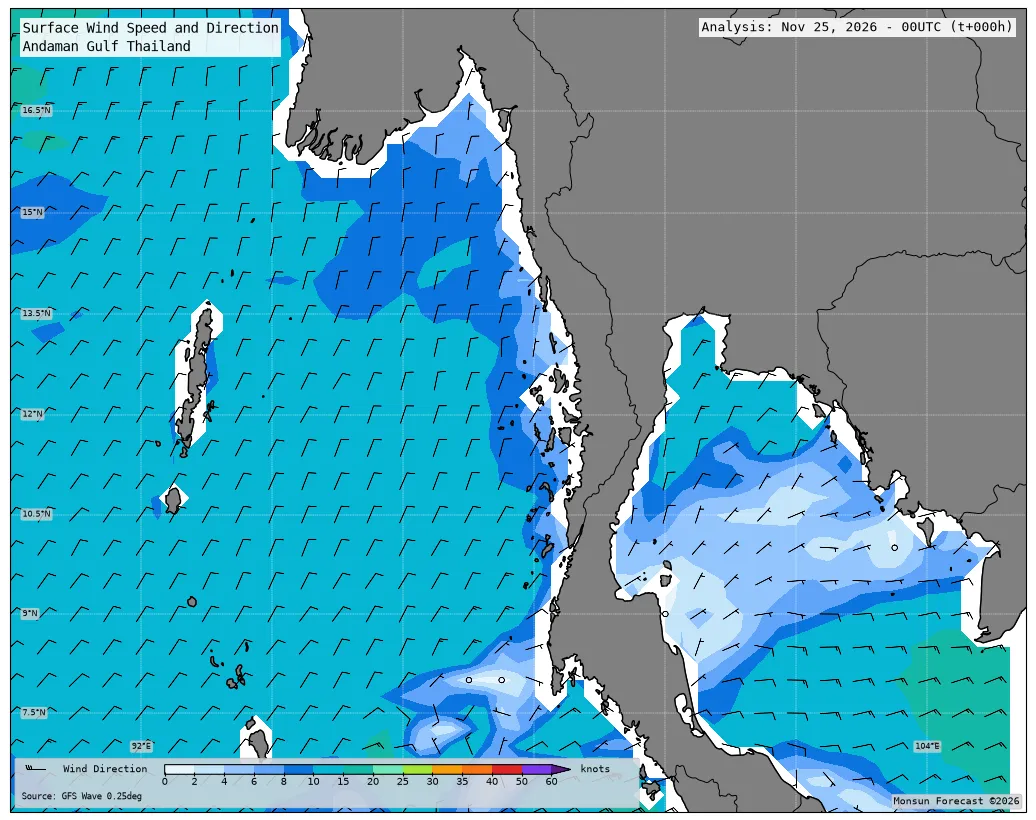 Surface Wind Speed and Direction
Andaman Gulf Thailand
Analysis: Nov 25, 2026 - 00UTC (t+000h)
16.5°N
15°N
13.5°N
12°N
10.5°N
9°N
7.5°N
92°E
104°E
Wind Direction
0 2 4 6 8 10 15 20 25 30 35 40 50 60
knots
Source: GFS Wave 0.25deg
Monsun Forecast ©2026